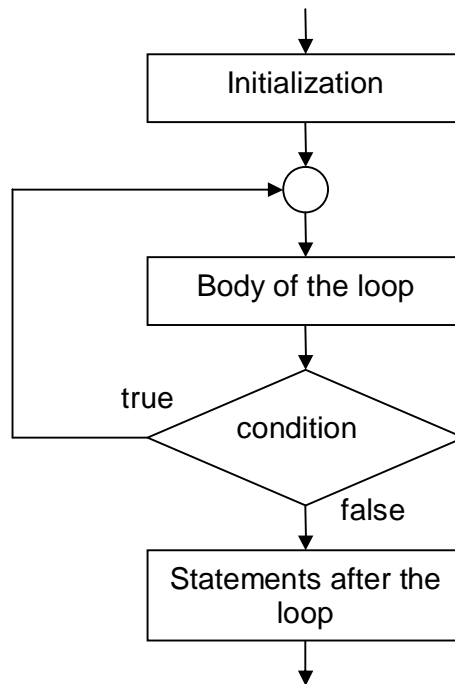 Initialization
Body of the loop
true
condition
false
Statements after the
loop